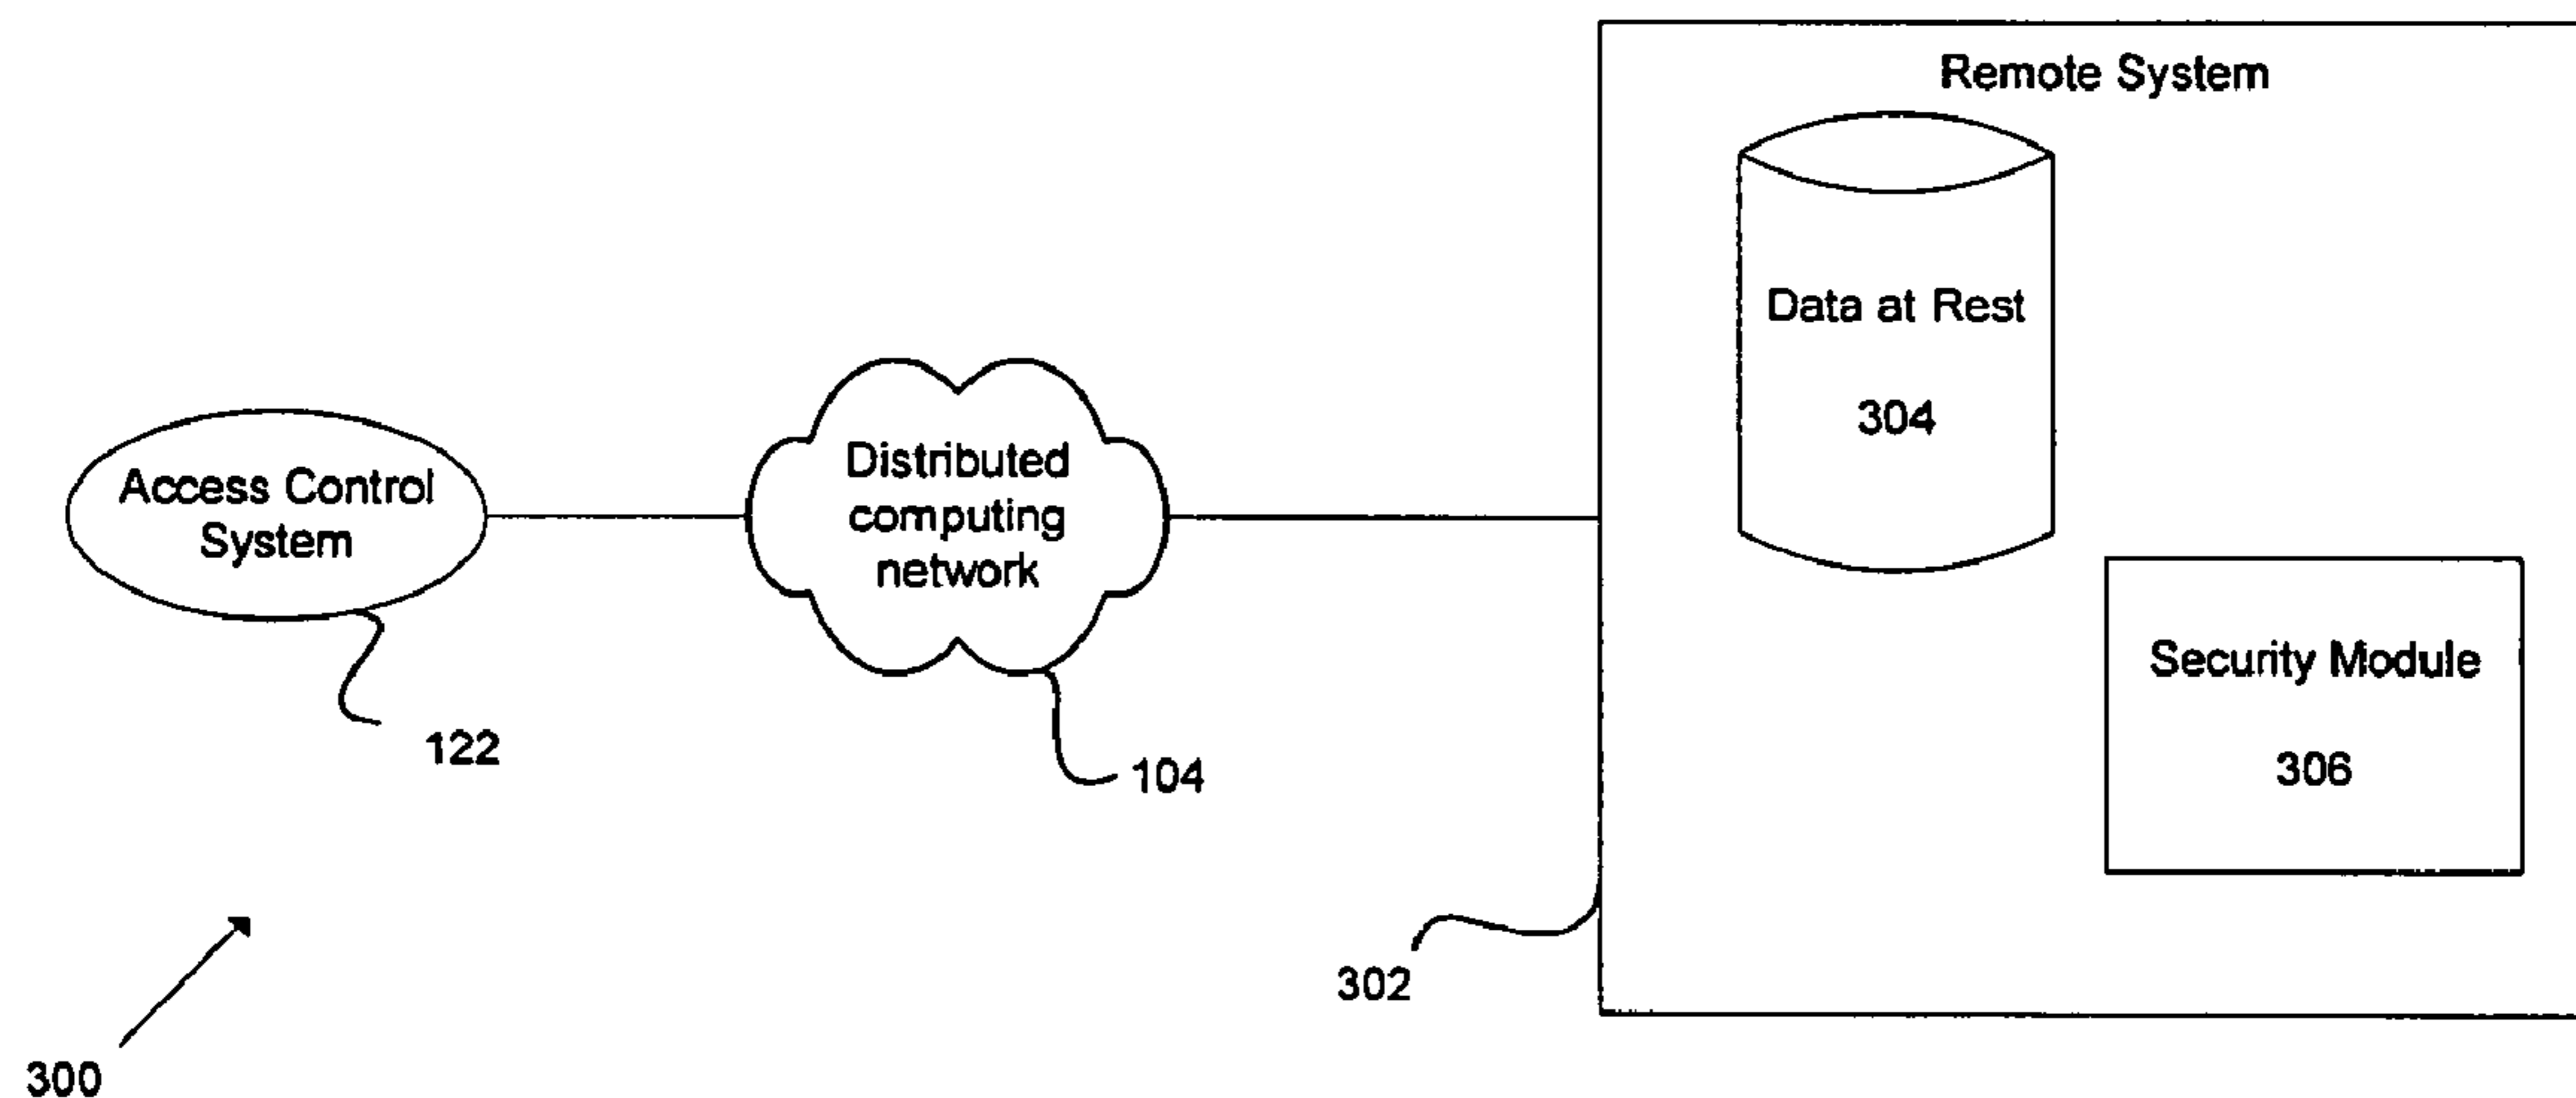 Remote System
Data at Rest
304
Access Control
System
Distributed
computing
network
Security Module
306
122
104
302
300